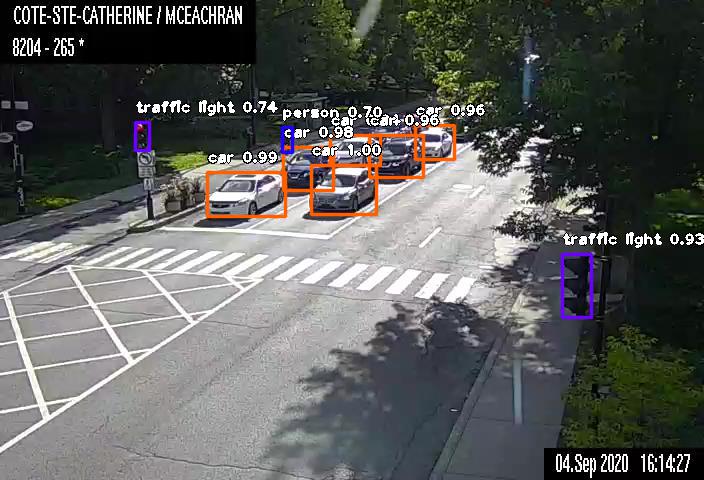 COTE-STE-CATHERINE / MCEACHRAN
8204 - 265 *
traffic light 0.74
person 0.70
car 0.96
car 0.96
car 0.98
car 0.99
car 1.00
traffic light 0.93
04.Sep 2020 16:14:27